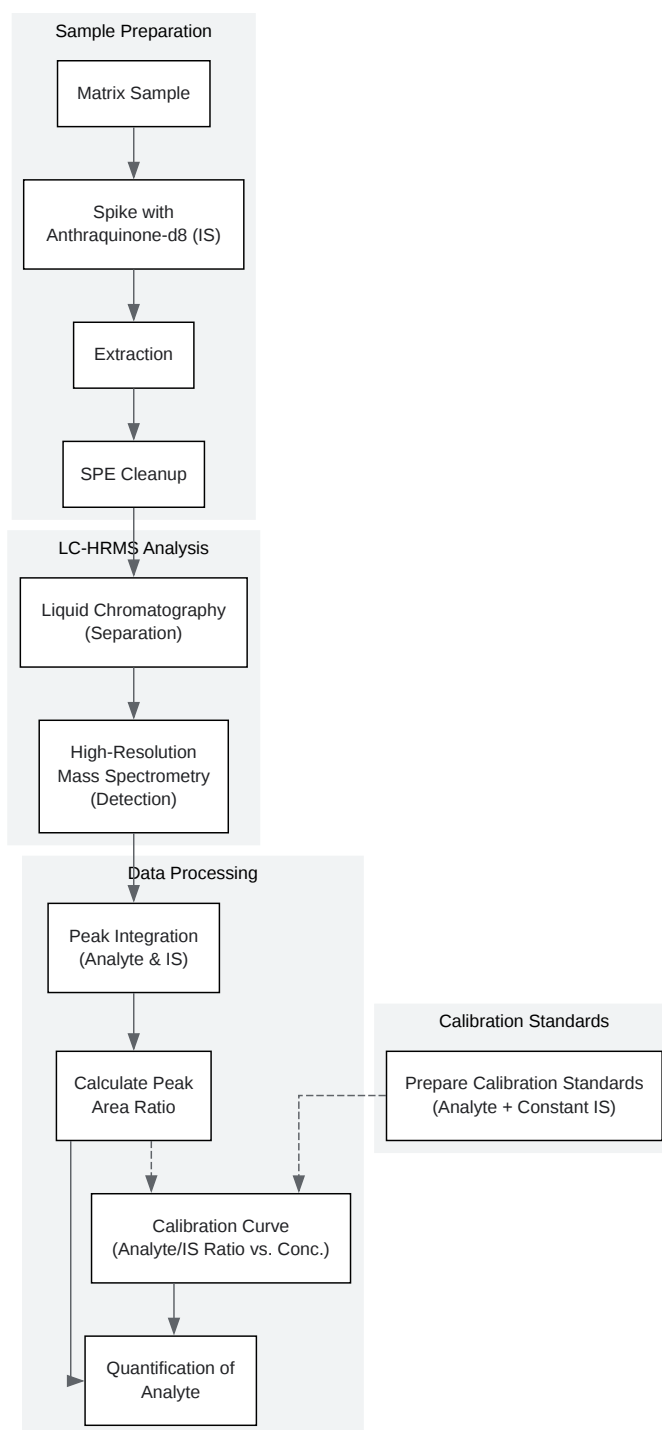 Sample Preparation
Matrix Sample
Spike with
Anthraquinone-d8 (IS)
Extraction
SPE Cleanup
LC-HRMS Analysis
Liquid Chromatography
(Separation)
High-Resolution
Mass Spectrometry
(Detection)
Data Processing
Peak Integration
(Analyte & IS)
Calculate Peak
Area Ratio
Calibration Standards
Prepare Calibration Standards
(Analyte + Constant IS)
Calibration Curve
(Analyte/IS Ratio vs. Conc.)
Quantification of
Analyte